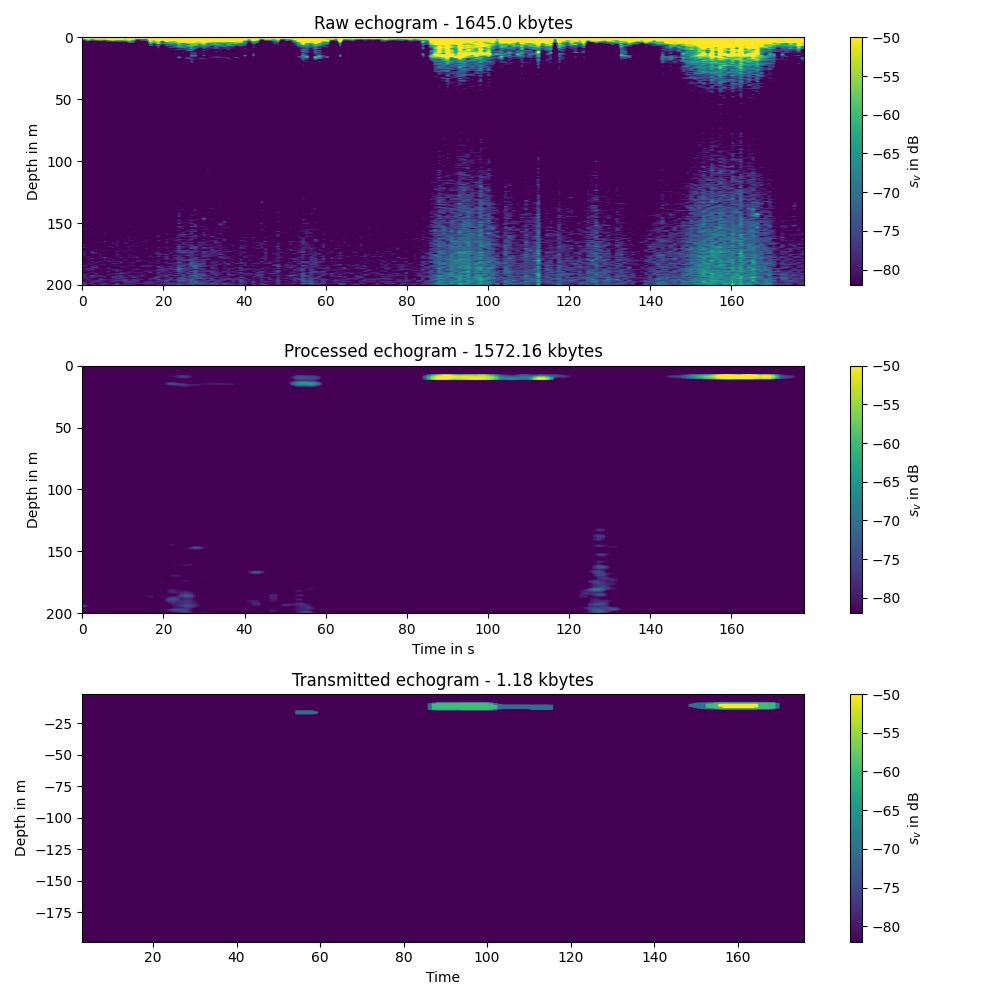 Raw echogram - 1645.0 kbytes
0
50
100
150
200
Depth in m
0 20 40 60 80 100 120 140 160
Time in s
−50
−55
−60
−65
−70
−75
−80
sv in dB
Processed echogram - 1572.16 kbytes
0
50
100
150
200
Depth in m
0 20 40 60 80 100 120 140 160
Time in s
−50
−55
−60
−65
−70
−75
−80
sv in dB
Transmitted echogram - 1.18 kbytes
−25
−50
−75
−100
−125
−150
−175
Depth in m
20 40 60 80 100 120 140 160
Time
−50
−55
−60
−65
−70
−75
−80
sv in dB